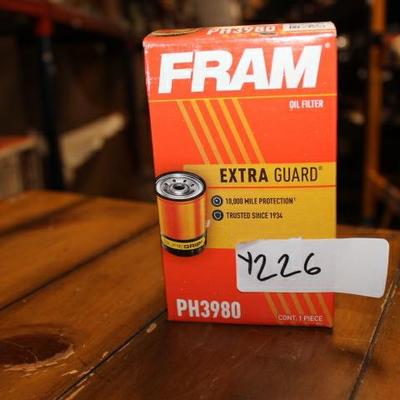 PH3980
FRAM
OIL FILTER
EXTRA GUARD®
10,000 MILE PROTECTION†
TRUSTED SINCE 1934
Y226
PH3980
CONT. 1 PIECE